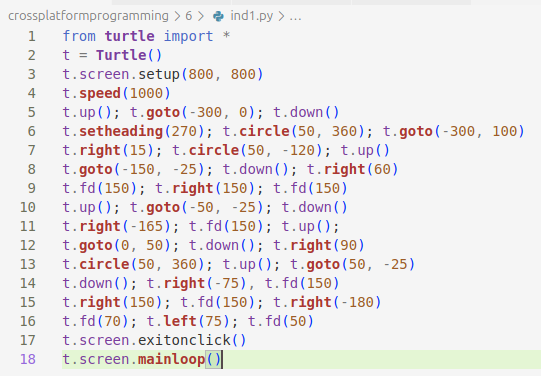 crossplatformprogramming > 6 > ind1.py > ...
1 from turtle import *
2 t = Turtle()
3 t.screen.setup(800, 800)
4 t.speed(1000)
5 t.up(); t.goto(-300, 0); t.down()
6 t.setheading(270); t.circle(50, 360); t.goto(-300, 100)
7 t.right(15); t.circle(50, -120); t.up()
8 t.goto(-150, -25); t.down(); t.right(60)
9 t.fd(150); t.right(150); t.fd(150)
10 t.up(); t.goto(-50, -25); t.down()
11 t.right(-165); t.fd(150); t.up();
12 t.goto(0, 50); t.down(); t.right(90)
13 t.circle(50, 360); t.up(); t.goto(50, -25)
14 t.down(); t.right(-75), t.fd(150)
15 t.right(150); t.fd(150); t.right(-180)
16 t.fd(70); t.left(75); t.fd(50)
17 t.screen.exitonclick()
18 t.screen.mainloop()